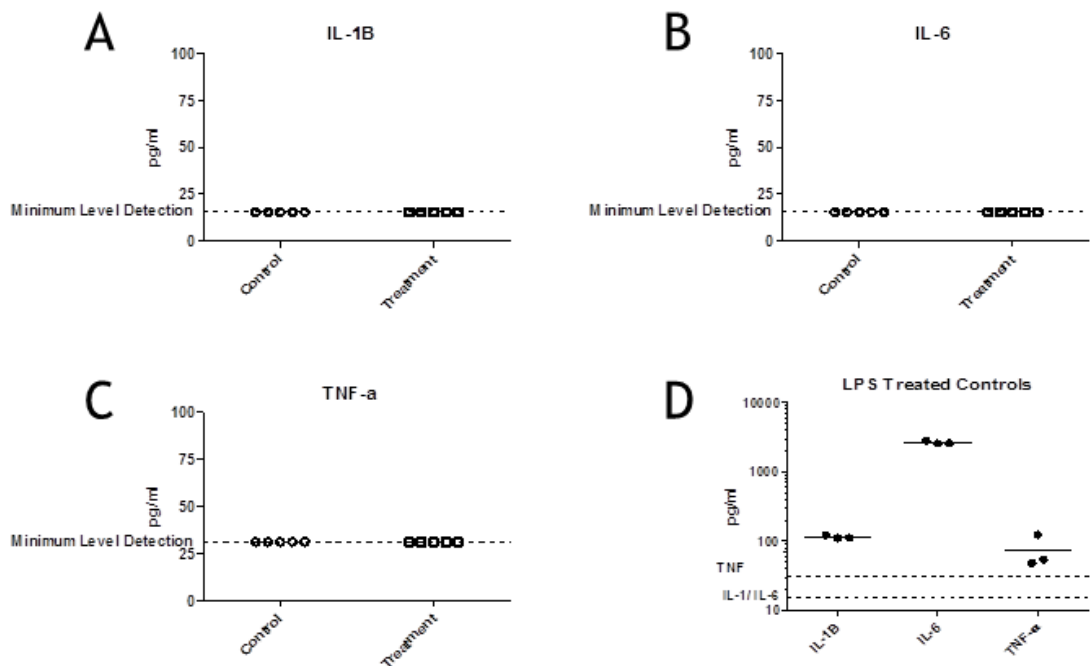 A
IL-1B
100
75
50
25
0
pg/ml
Minimum Level Detection
Control
Treatment
B
IL-6
100
75
50
25
0
pg/ml
Minimum Level Detection
Control
Treatment
C
TNF-a
100
75
50
25
0
pg/ml
Minimum Level Detection
Control
Treatment
D
LPS Treated Controls
10000
1000
100
10
pg/ml
TNF
IL-1/IL-6
IL-1B
IL-6
TNF-α